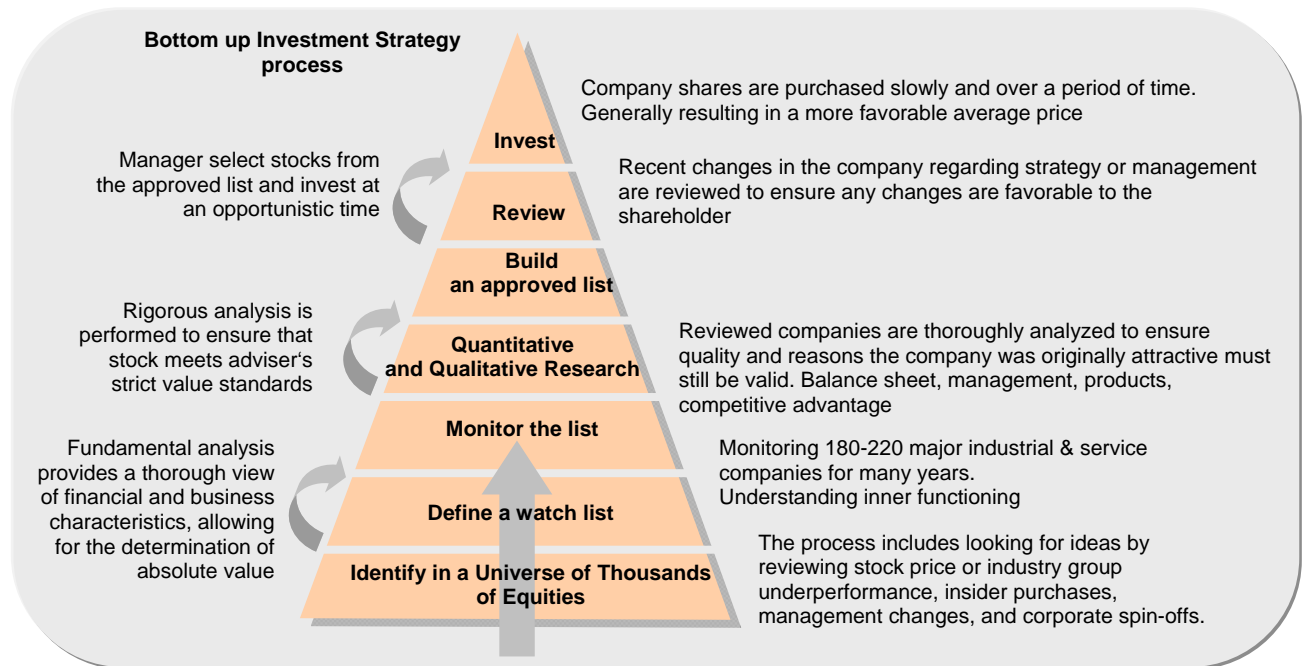 Bottom up Investment Strategy
process
Company shares are purchased slowly and over a period of time.
Generally resulting in a more favorable average price
Invest
Manager select stocks from
the approved list and invest at
an opportunistic time
Recent changes in the company regarding strategy or management
are reviewed to ensure any changes are favorable to the
shareholder
Review
Build
an approved list
Rigorous analysis is
performed to ensure that
stock meets adviser‘s
strict value standards
Quantitative
and Qualitative Research
Reviewed companies are thoroughly analyzed to ensure
quality and reasons the company was originally attractive must
still be valid. Balance sheet, management, products,
competitive advantage
Monitor the list
Fundamental analysis
provides a thorough view
of financial and business
characteristics, allowing
for the determination of
absolute value
Monitoring 180-220 major industrial & service
companies for many years.
Understanding inner functioning
Define a watch list
The process includes looking for ideas by
reviewing stock price or industry group
underperformance, insider purchases,
management changes, and corporate spin-offs.
Identify in a Universe of Thousands
of Equities